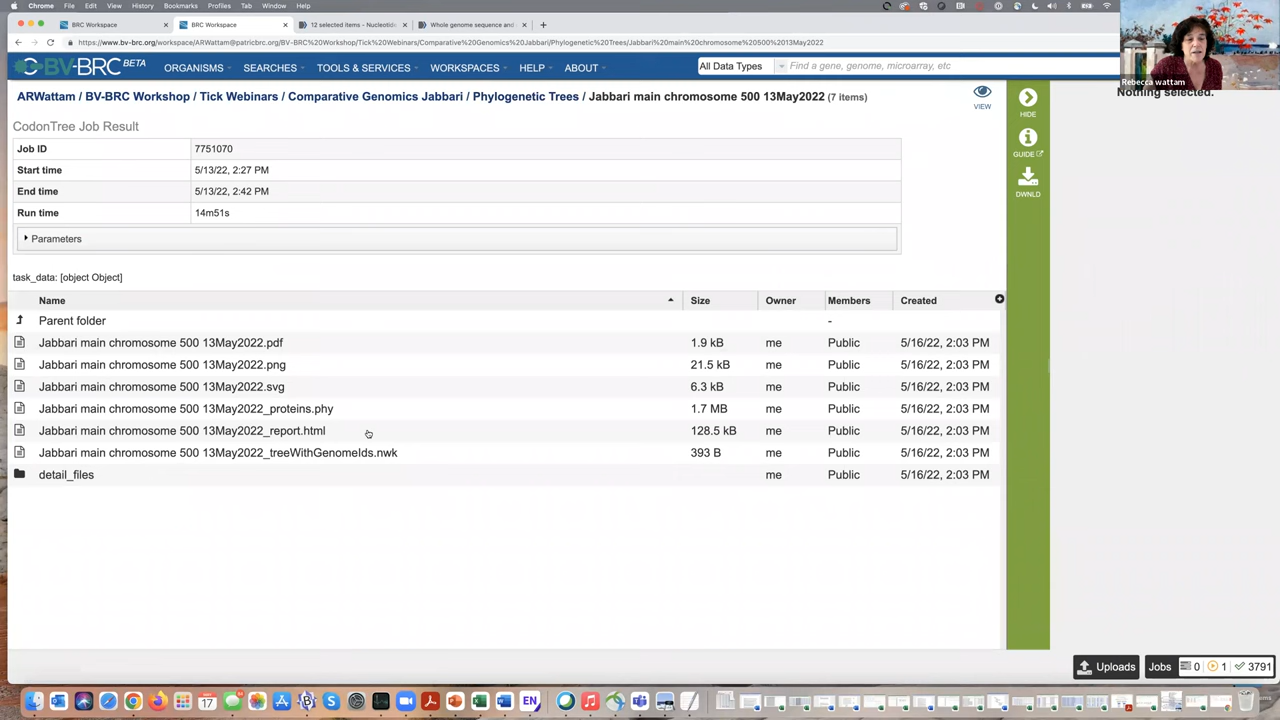 Chrome File Edit View History Bookmarks Profiles Tab Window Help
BRC Workspace × BRC Workspace × 12 selected items - Nucleotide × Whole genome sequence and × +
https://www.bv-brc.org/workspace/ARWattam@patricbrc.org/BV-BRC%20Workshop/Tick%20Webinars/Comparative%20Genomics%20Jabbari/Phylogenetic%20Trees/Jabbari%20main%20chromosome%20500%2013May2022
BV-BRC BETA ORGANISMS SEARCHES TOOLS & SERVICES WORKSPACES HELP ABOUT All Data Types Find a gene, genome, microarray, etc
Rebecca wattam
ARWattam / BV-BRC Workshop / Tick Webinars / Comparative Genomics Jabbari / Phylogenetic Trees / Jabbari main chromosome 500 13May2022 (7 items)
Nothing selected.
VIEW
HIDE
GUIDE
DWNLD
CodonTree Job Result
Job ID 7751070
Start time 5/13/22, 2:27 PM
End time 5/13/22, 2:42 PM
Run time 14m51s
Parameters
task_data: [object Object]
Name Size Owner Members Created
Parent folder -
Jabbari main chromosome 500 13May2022.pdf 1.9 kB me Public 5/16/22, 2:03 PM
Jabbari main chromosome 500 13May2022.png 21.5 kB me Public 5/16/22, 2:03 PM
Jabbari main chromosome 500 13May2022.svg 6.3 kB me Public 5/16/22, 2:03 PM
Jabbari main chromosome 500 13May2022_proteins.phy 1.7 MB me Public 5/16/22, 2:03 PM
Jabbari main chromosome 500 13May2022_report.html 128.5 kB me Public 5/16/22, 2:03 PM
Jabbari main chromosome 500 13May2022_treeWithGenomeIds.nwk 393 B me Public 5/16/22, 2:03 PM
detail_files me Public 5/16/22, 2:03 PM
Uploads Jobs 0 1 3791
17 EN